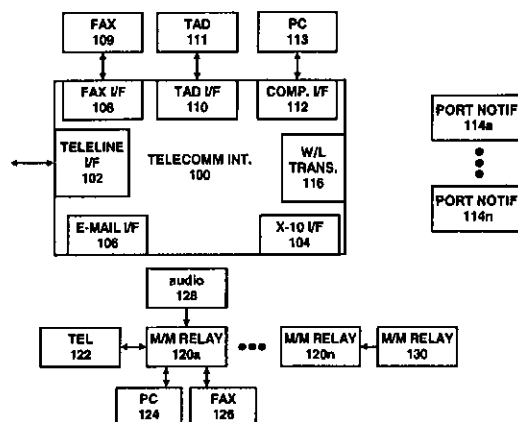 FAX
109
TAD
111
PC
113
FAX I/F
108
TAD I/F
110
COMP. I/F
112
PORT NOTIF
114a
TELELINE
I/F
102
TELECOMM INT.
100
W/L
TRANS.
116
PORT NOTIF
114n
E-MAIL I/F
106
X-10 I/F
104
audio
128
TEL
122
M/M RELAY
120a
M/M RELAY
120n
M/M RELAY
130
PC
124
FAX
126